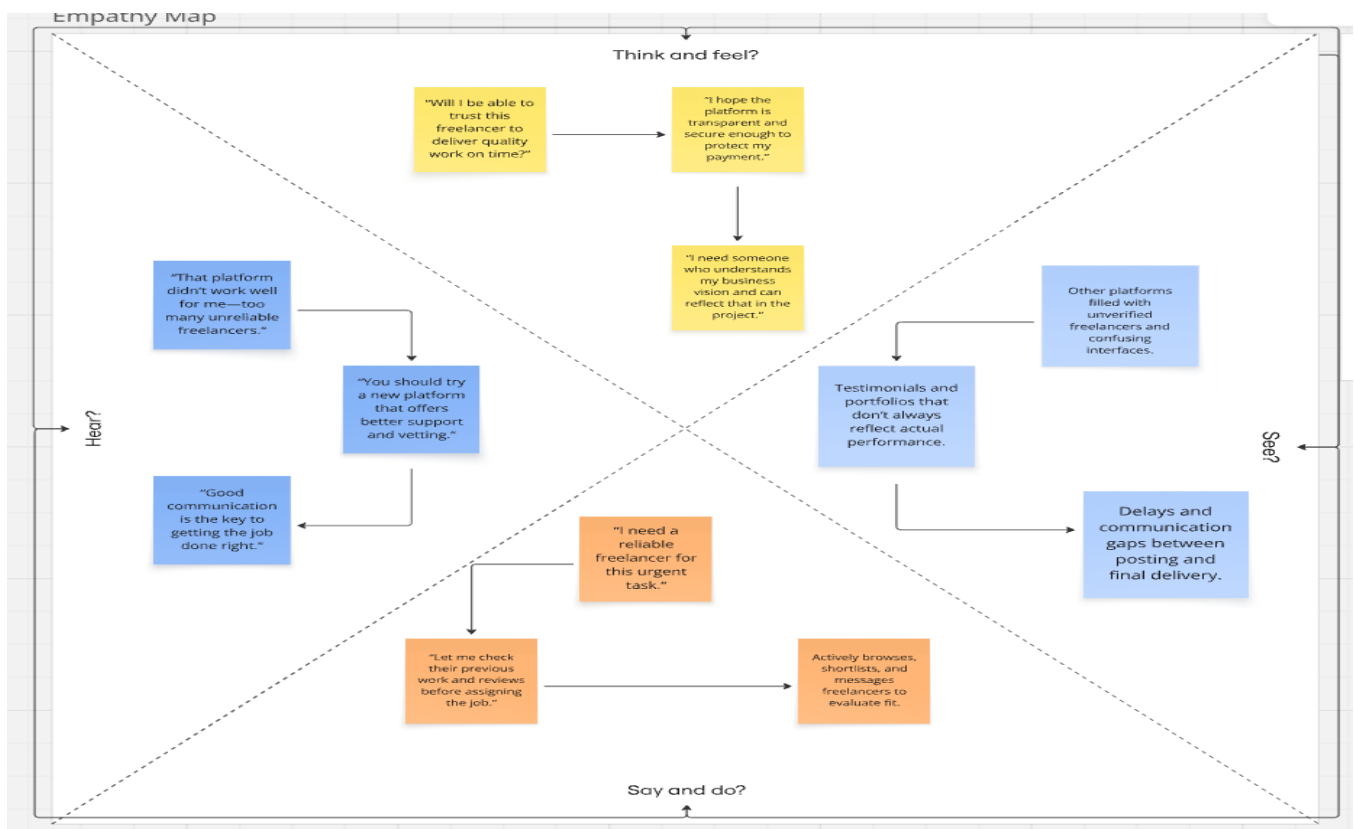 Empathy Map
Think and feel?
“Will I be able to
trust this
freelancer to
deliver quality
work on time?”
“I hope the
platform is
transparent and
secure enough to
protect my
payment.”
“I need someone
who understands
my business
vision and can
reflect that in the
project.”
Hear?
“That platform
didn’t work well
for me—too
many unreliable
freelancers.”
“You should try
a new platform
that offers
better support
and vetting.”
“Good
communication
is the key to
getting the job
done right.”
See?
Other platforms
filled with
unverified
freelancers and
confusing
interfaces.
Testimonials and
portfolios that
don’t always
reflect actual
performance.
Delays and
communication
gaps between
posting and
final delivery.
“I need a
reliable
freelancer for
this urgent
task.”
“Let me check
their previous
work and reviews
before assigning
the job.”
Actively browses,
shortlists, and
messages
freelancers to
evaluate fit.
Say and do?